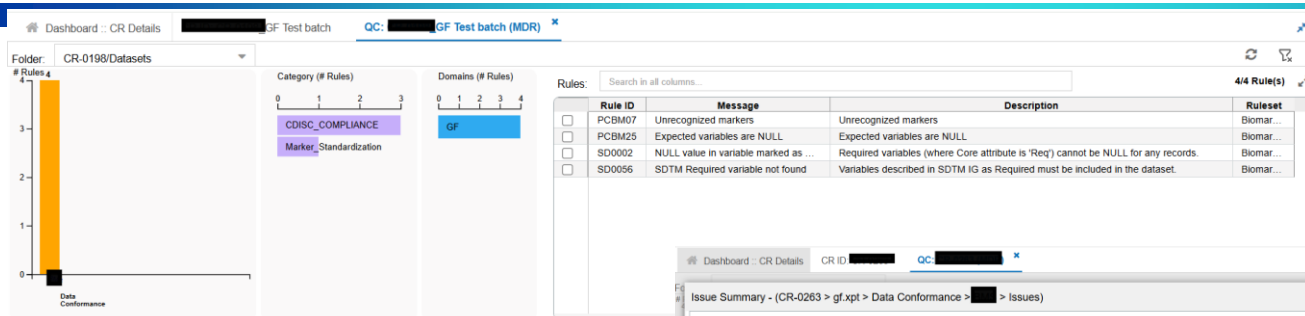 Dashboard :: CR Details
_GF Test batch
QC: _GF Test batch (MDR) ×
Folder: CR-0198/Datasets
# Rules 4
4
3
2
1
0
Data
Conformance
Category (# Rules)
0 1 2 3
CDISC_COMPLIANCE
Marker_Standardization
Domains (# Rules)
0 1 2 3 4
GF
Rules: Search in all columns... 4/4 Rule(s)
Rule ID Message Description Ruleset
PCBM07 Unrecognized markers Unrecognized markers Biomar...
PCBM25 Expected variables are NULL Expected variables are NULL Biomar...
SD0002 NULL value in variable marked as ... Required variables (where Core attribute is 'Req') cannot be NULL for any records. Biomar...
SD0056 SDTM Required variable not found Variables described in SDTM IG as Required must be included in the dataset. Biomar...
Dashboard :: CR Details CR ID: QC: ×
Issue Summary - (CR-0263 > gf.xpt > Data Conformance > > Issues)